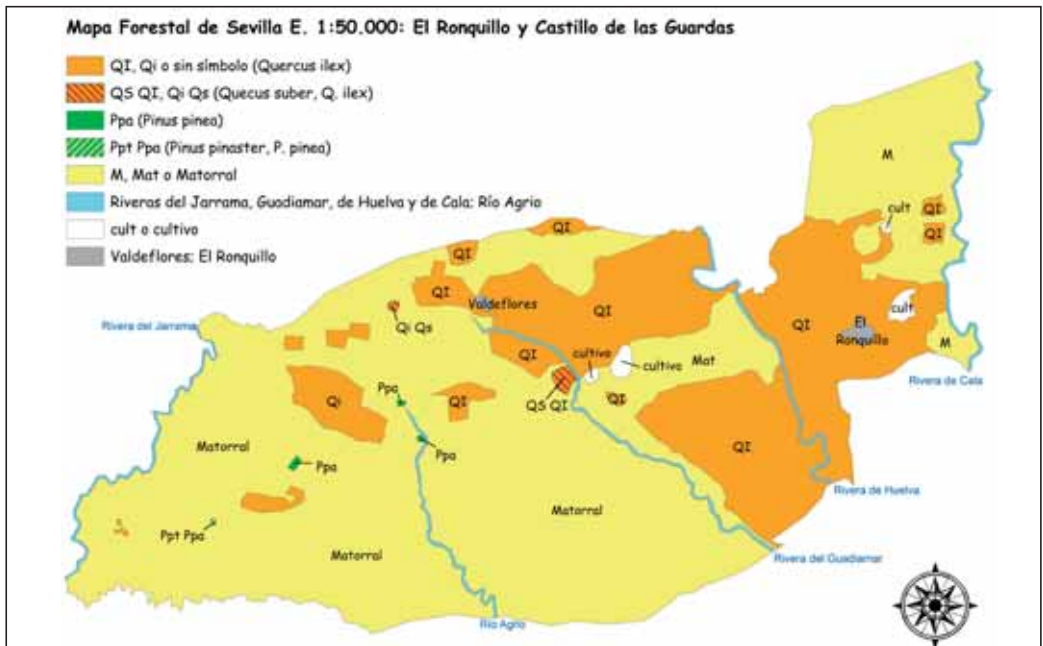 Mapa Forestal de Sevilla E. 1:50.000: El Ronquillo y Castillo de las Guardas
QI, Qi o sin símbolo (Quercus ilex)
QS QI, Qi Qs (Quecus suber, Q. ilex)
Ppa (Pinus pinea)
Ppt Ppa (Pinus pinaster, P. pinea)
M, Mat o Matorral
Riveras del Jarrama, Guadiamar, de Huelva y de Cala; Río Agrio
cult o cultivo
Valdeflores; El Ronquillo
M
cult
QI
QI
QI
QI
QI
Valdeflores
QI
cult
Rivera del Jarrama
Qi Qs
QI
El
Ronquillo
M
QI
cultivo
cultivo
Mat
Rivera de Cala
Ppa
Qi
QI
QS QI
QI
Matorral
Ppa
Ppa
QI
Rivera de Huelva
Matorral
Ppt Ppa
Matorral
Rivera del Guadiamar
Río Agrio